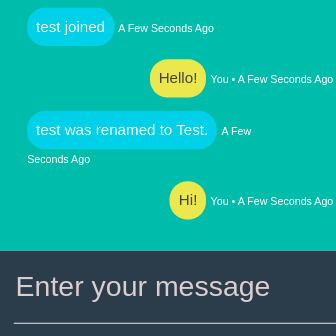 test joined A Few Seconds Ago
Hello! You • A Few Seconds Ago
test was renamed to Test. A Few
Seconds Ago
Hi! You • A Few Seconds Ago
Enter your message